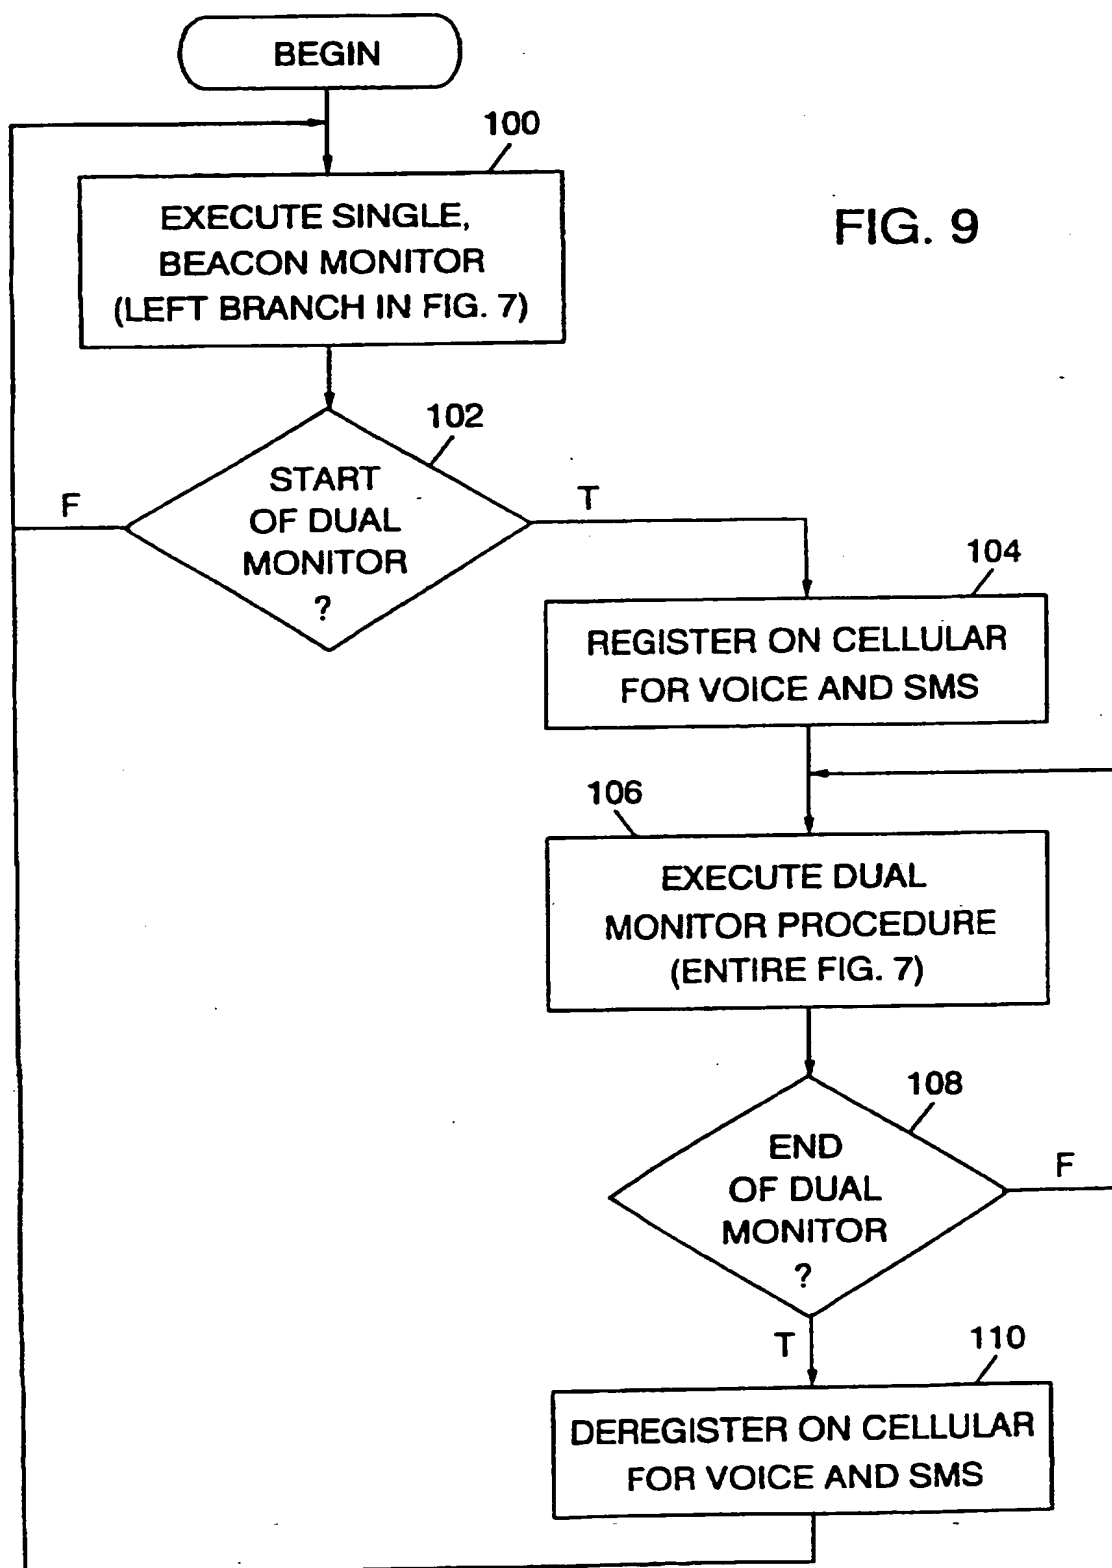 BEGIN
100
EXECUTE SINGLE,
BEACON MONITOR
(LEFT BRANCH IN FIG. 7)
FIG. 9
102
START
OF DUAL
MONITOR
?
F
T
104
REGISTER ON CELLULAR
FOR VOICE AND SMS
106
EXECUTE DUAL
MONITOR PROCEDURE
(ENTIRE FIG. 7)
108
END
OF DUAL
MONITOR
?
F
T
110
DEREGISTER ON CELLULAR
FOR VOICE AND SMS